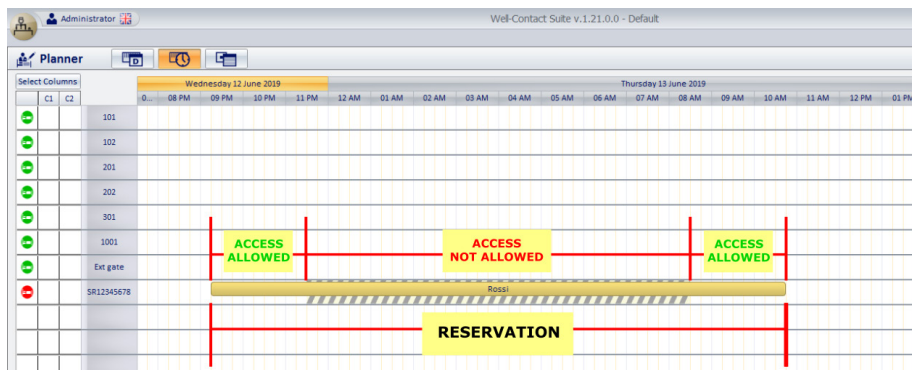 Administrator
Well-Contact Suite v.1.21.0.0 - Default
Planner
D
Select Columns
Wednesday 12 June 2019
Thursday 13 June 2019
C1 C2
0... 08 PM 09 PM 10 PM 11 PM 12 AM 01 AM 02 AM 03 AM 04 AM 05 AM 06 AM 07 AM 08 AM 09 AM 10 AM 11 AM 12 PM 01 PM
101
102
201
202
301
1001
ACCESS ALLOWED
ACCESS NOT ALLOWED
ACCESS ALLOWED
Ext gate
SR12345678
Rossi
RESERVATION